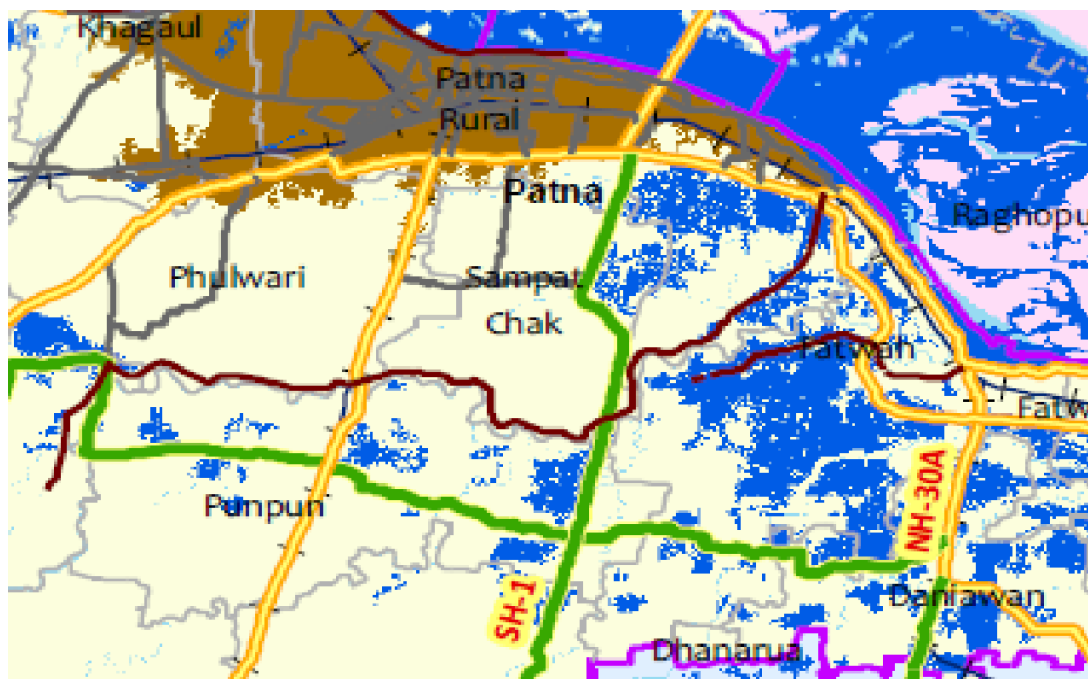 Khagaul
Patna
Rural
Patna
Raghopu
Phulwari
Sampat
Chak
Fatwah
Fatw
Punpun
NH-30A
SH-1
Daniawan
Dhanarua